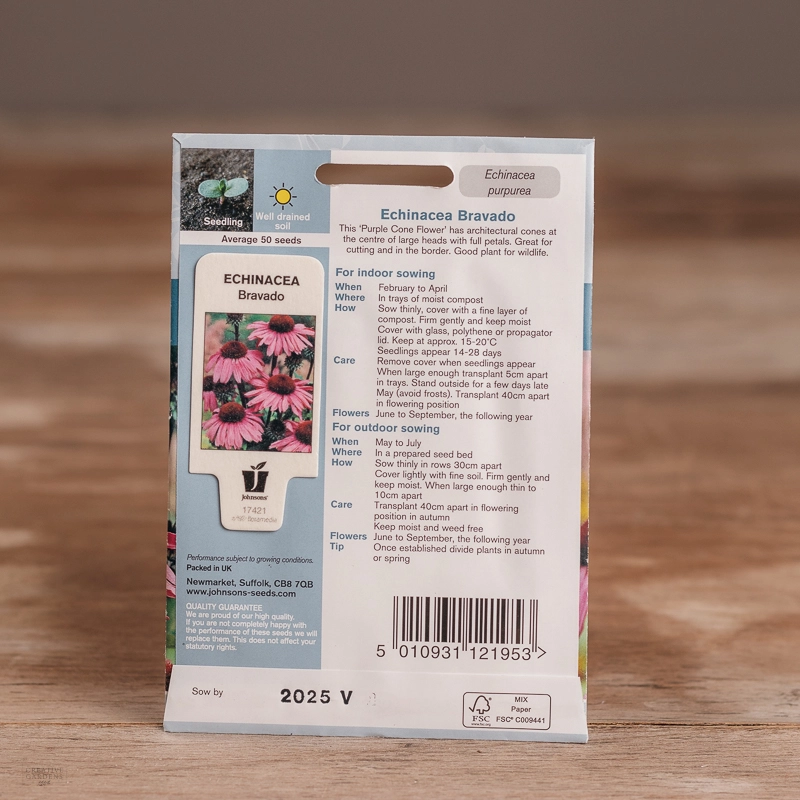 Seedling
Well drained
soil
Average 50 seeds
ECHINACEA
Bravado
Johnsons
17421
Performance subject to growing conditions.
Packed in UK
Newmarket, Suffolk, CB8 7QB
www.johnsons-seeds.com
QUALITY GUARANTEE
We are proud of our high quality.
If you are not completely happy with
the performance of these seeds we will
replace them. This does not affect your
statutory rights.
Echinacea
purpurea
Echinacea Bravado
This 'Purple Cone Flower' has architectural cones at
the centre of large heads with full petals. Great for
cutting and in the border. Good plant for wildlife.
For indoor sowing
When February to April
Where In trays of moist compost
How Sow thinly, cover with a fine layer of
compost. Firm gently and keep moist
Cover with glass, polythene or propagator
lid. Keep at approx. 15-20°C
Seedlings appear 14-28 days
Care Remove cover when seedlings appear
When large enough transplant 5cm apart
in trays. Stand outside for a few days late
May (avoid frosts). Transplant 40cm apart
in flowering position
Flowers June to September, the following year
For outdoor sowing
When May to July
Where In a prepared seed bed
How Sow thinly in rows 30cm apart
Cover lightly with fine soil. Firm gently and
keep moist. When large enough thin to
10cm apart
Care Transplant 40cm apart in flowering
position in autumn
Keep moist and weed free
Flowers June to September, the following year
Tip Once established divide plants in autumn
or spring
5 010931 121953 >
Sow by 2025 V
FSC
www.fsc.org
MIX
Paper
FSC® C009441